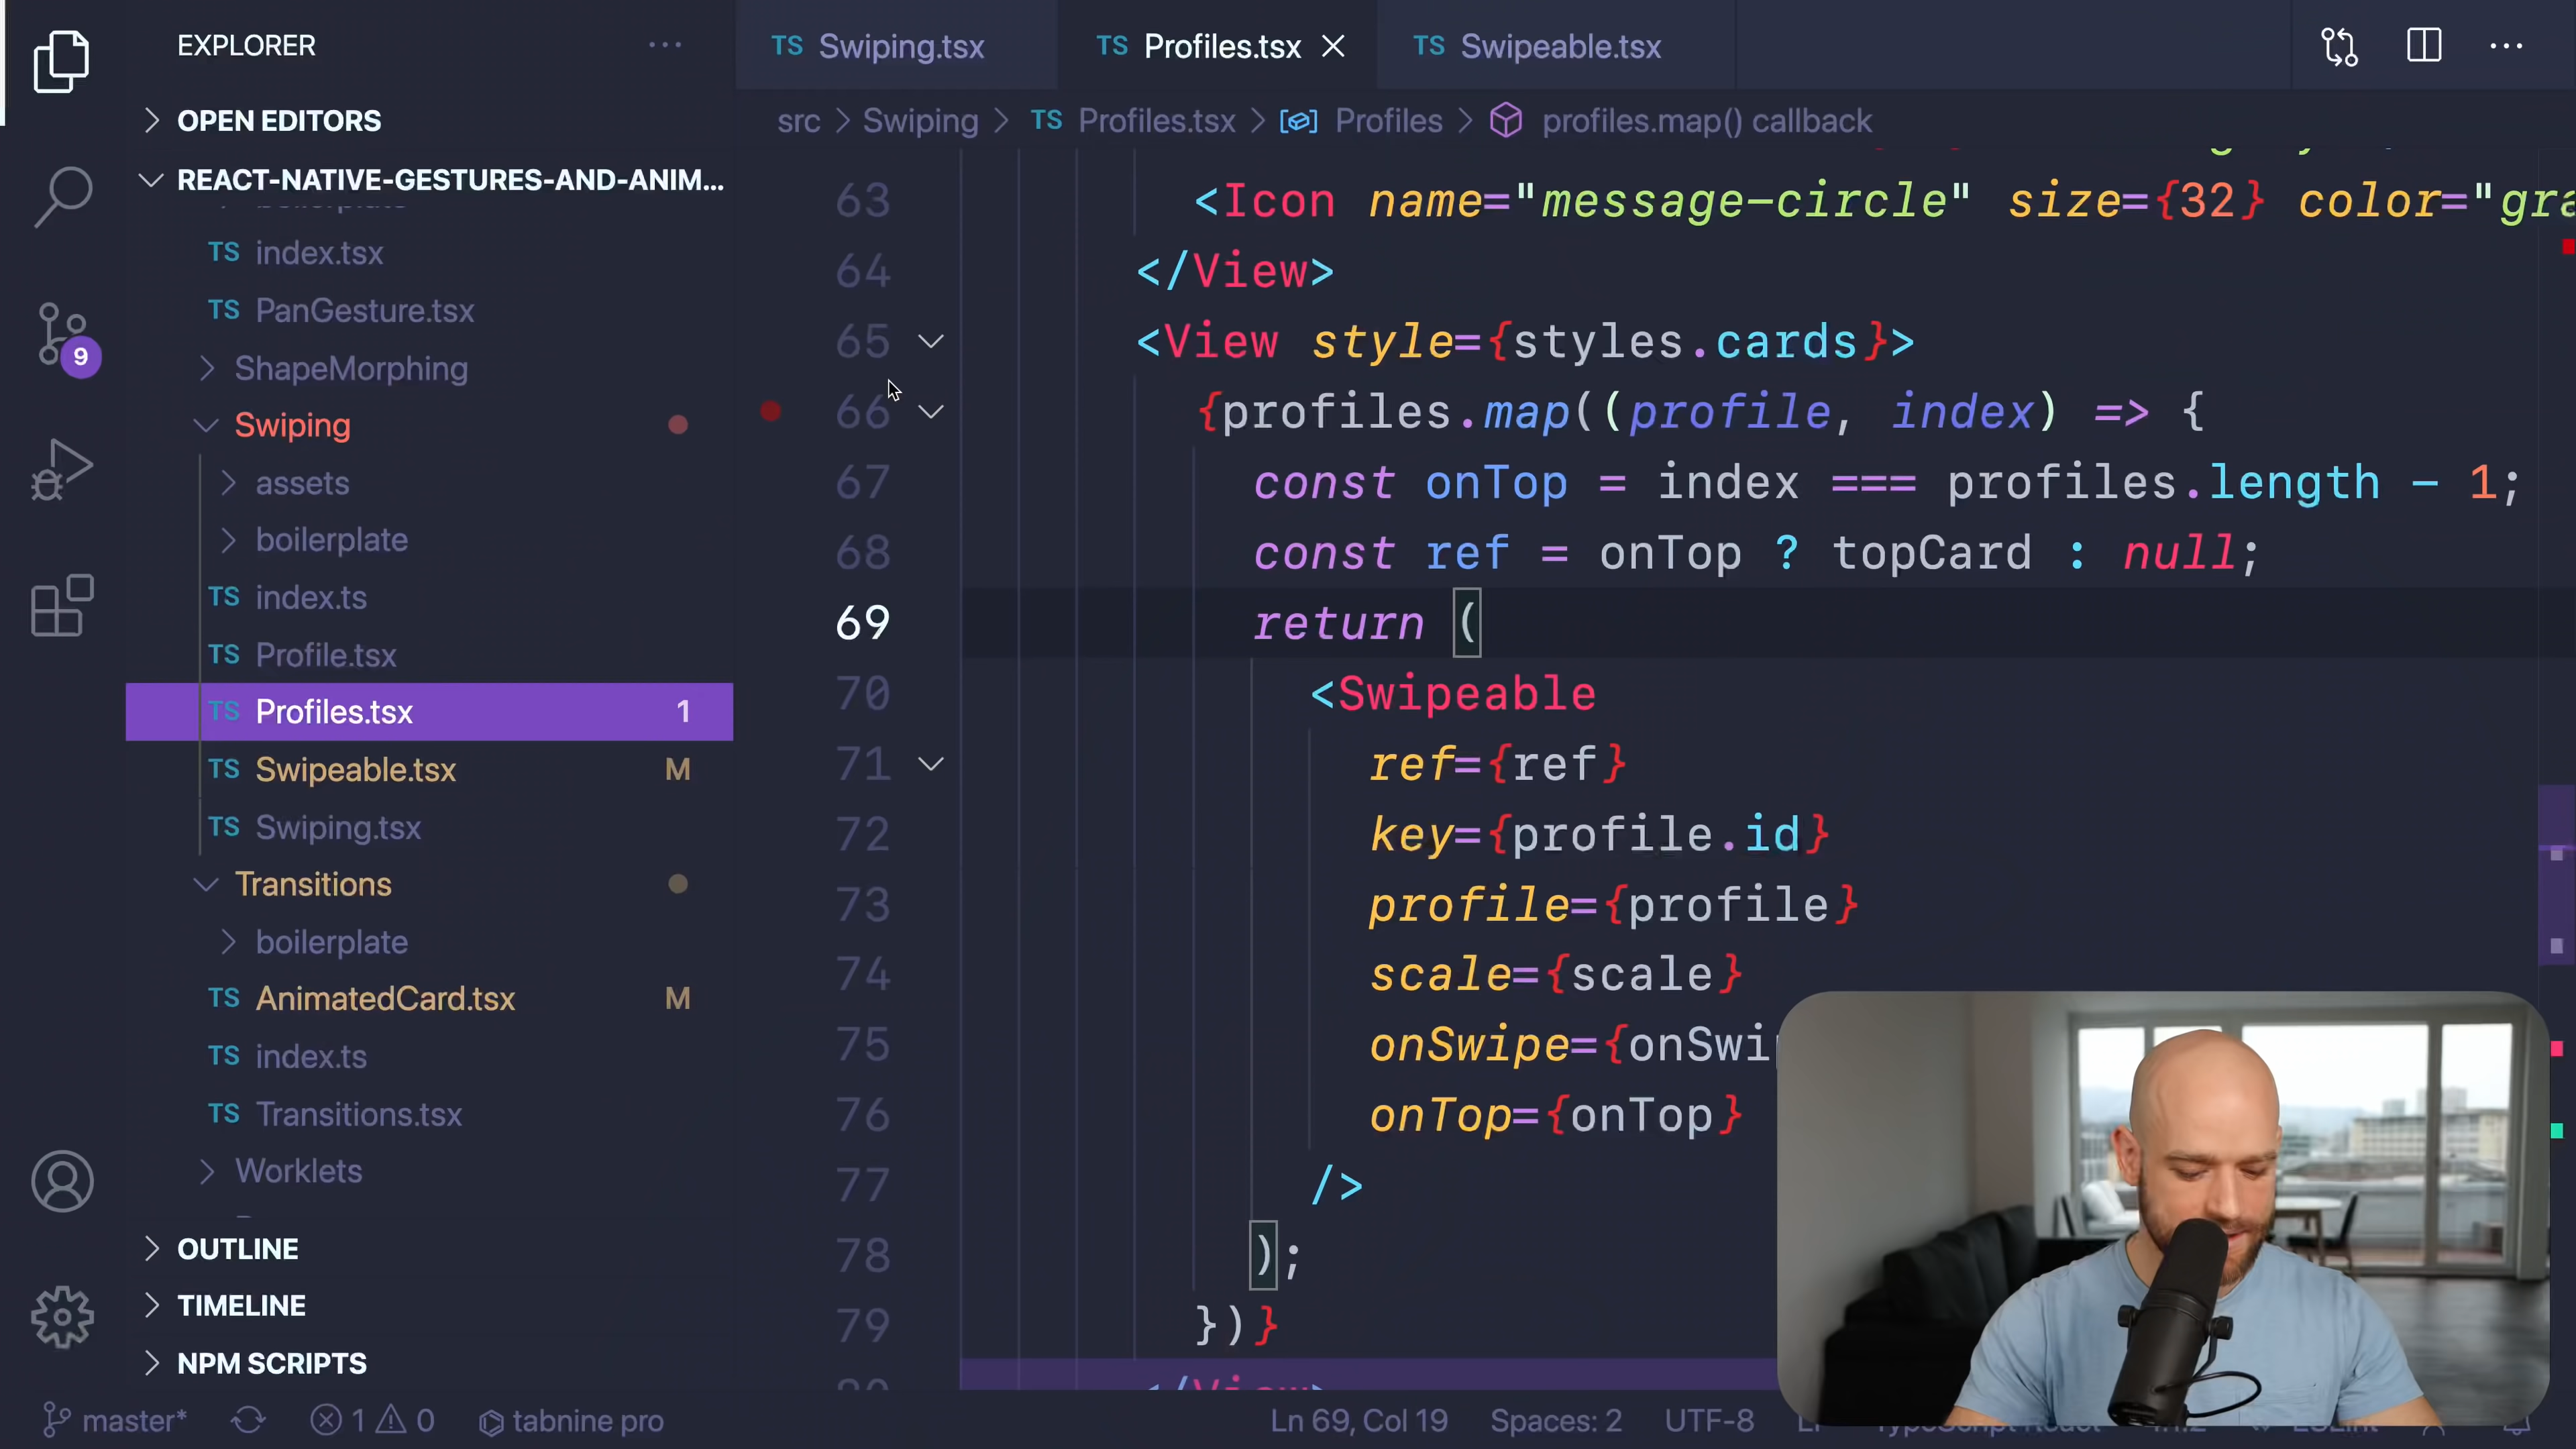 EXPLORER
OPEN EDITORS
REACT-NATIVE-GESTURES-AND-ANIM...
TS index.tsx
TS PanGesture.tsx
ShapeMorphing
Swiping
assets
boilerplate
TS index.ts
TS Profile.tsx
TS Profiles.tsx 1
TS Swipeable.tsx M
TS Swiping.tsx
Transitions
boilerplate
TS AnimatedCard.tsx M
TS index.ts
TS Transitions.tsx
Worklets
OUTLINE
TIMELINE
NPM SCRIPTS
9
TS Swiping.tsx TS Profiles.tsx TS Swipeable.tsx
src > Swiping > TS Profiles.tsx > Profiles > profiles.map() callback
63 <Icon name="message-circle" size={32} color="gra
64 </View>
65 <View style={styles.cards}>
66 {profiles.map((profile, index) => {
67 const onTop = index === profiles.length - 1;
68 const ref = onTop ? topCard : null;
69 return (
70 <Swipeable
71 ref={ref}
72 key={profile.id}
73 profile={profile}
74 scale={scale}
75 onSwipe={onSwi
76 onTop={onTop}
77 />
78 );
79 })}
80 </View>
master* 1 0 tabnine pro Ln 69, Col 19 Spaces: 2 UTF-8